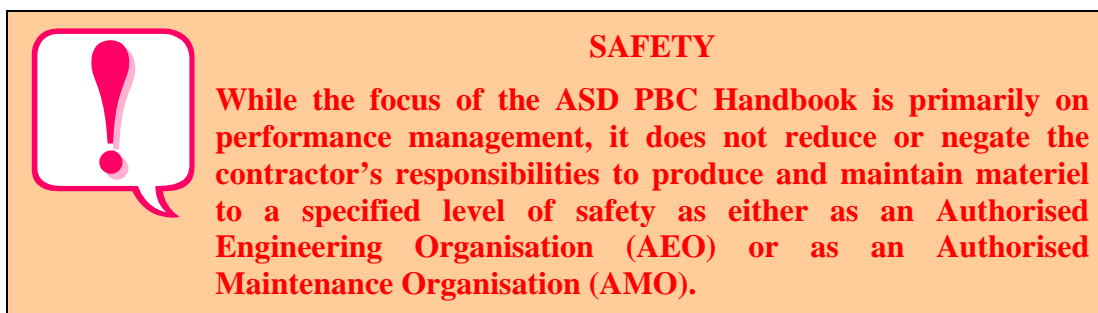 SAFETY
While the focus of the ASD PBC Handbook is primarily on
performance management, it does not reduce or negate the
contractor’s responsibilities to produce and maintain materiel
to a specified level of safety as either as an Authorised
Engineering Organisation (AEO) or as an Authorised
Maintenance Organisation (AMO).